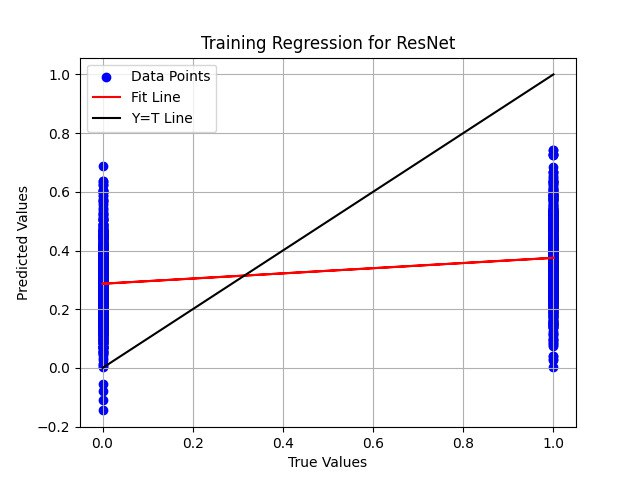 Training Regression for ResNet
Data Points
Fit Line
Y=T Line
Predicted Values
1.0
0.8
0.6
0.4
0.2
0.0
−0.2
0.0 0.2 0.4 0.6 0.8 1.0
True Values